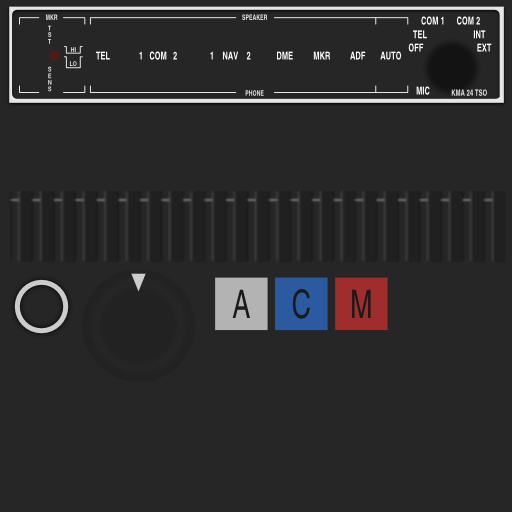 MKR SPEAKER COM 1 COM 2
TST TEL INT
HI OFF EXT
TEL 1 COM 2 1 NAV 2 DME MKR ADF AUTO
LO
SENS
PHONE MIC KMA 24 TSO
A C M